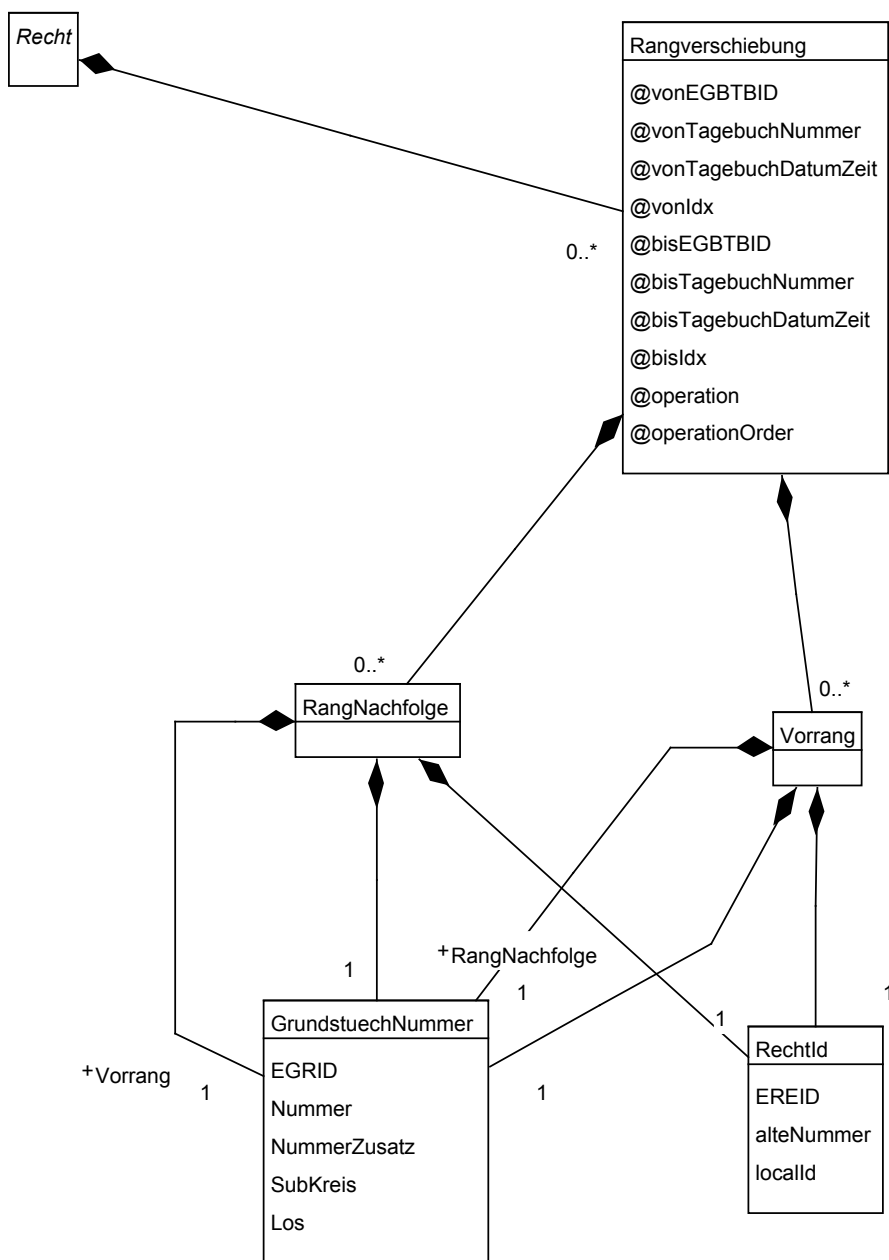 Recht
Rangverschiebung
@vonEGBTBID
@vonTagebuchNummer
@vonTagebuchDatumZeit
@vonIdx
@bisEGBTBID
@bisTagebuchNummer
@bisTagebuchDatumZeit
@bisIdx
@operation
@operationOrder
0..*
0..*
RangNachfolge
0..*
Vorrang
+RangNachfolge
1
1
1
1
GrundstuechNummer
EGRID
Nummer
NummerZusatz
SubKreis
Los
+Vorrang
1
1
RechtId
EREID
alteNummer
localId